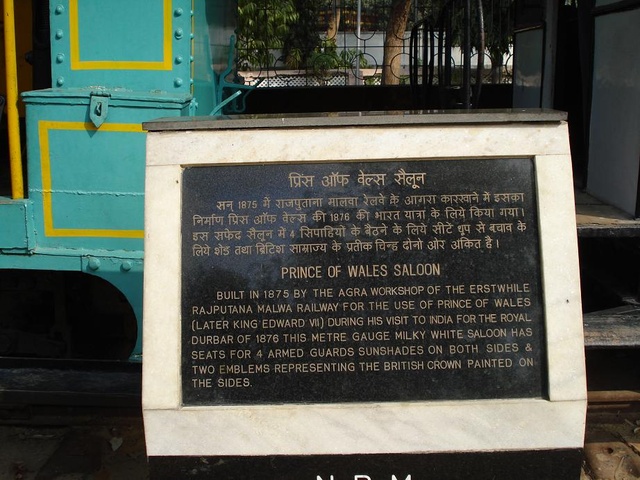 प्रिंस ऑफ वेल्स सैलून
सन् 1875 में राजपुताना मालवा रेलवे के आगरा कारखाने में इसका
निर्माण प्रिंस ऑफ वेल्स की 1876 की भारत यात्रा के लिये किया गया।
इस सफेद सैलून में 4 सिपाहियों के बैठने के लिये सीटें धूप से बचाव के
लिये शेड तथा ब्रिटिश साम्राज्य के प्रतीक चिन्ह दोनों ओर अंकित है।
PRINCE OF WALES SALOON
BUILT IN 1875 BY THE AGRA WORKSHOP OF THE ERSTWHILE
RAJPUTANA MALWA RAILWAY FOR THE USE OF PRINCE OF WALES
(LATER KING EDWARD VII) DURING HIS VISIT TO INDIA FOR THE ROYAL
DURBAR OF 1876 THIS METRE GAUGE MILKY WHITE SALOON HAS
SEATS FOR 4 ARMED GUARDS SUNSHADES ON BOTH SIDES &
TWO EMBLEMS REPRESENTING THE BRITISH CROWN PAINTED ON
THE SIDES.
N.R.M.